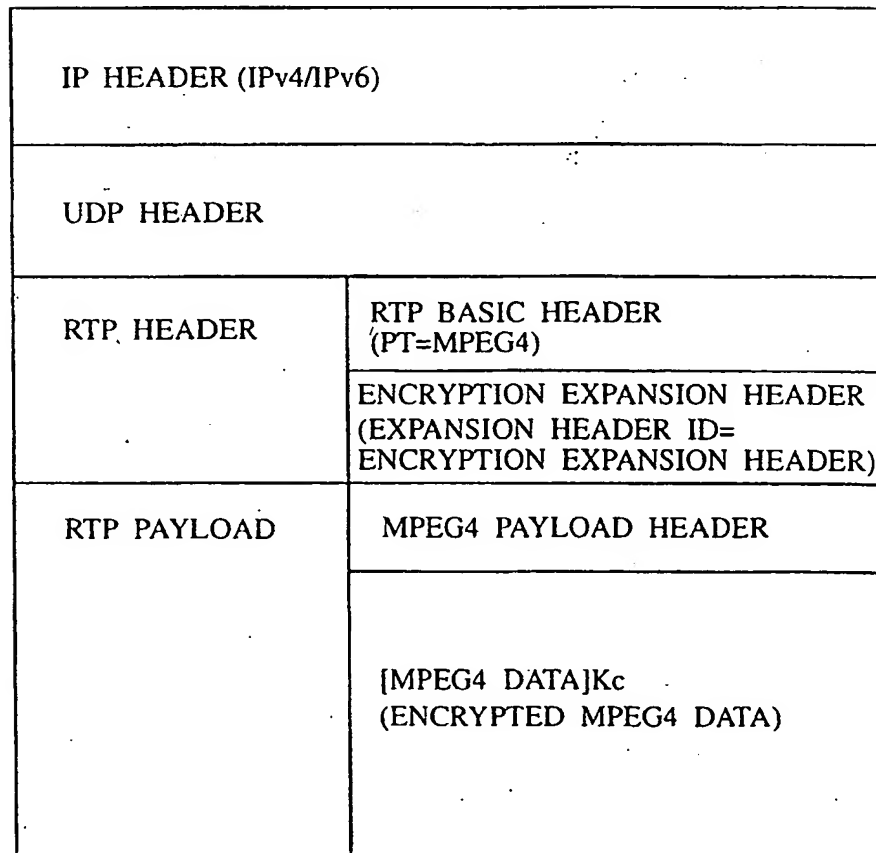 IP HEADER (IPv4/IPv6)
UDP HEADER
RTP HEADER
RTP BASIC HEADER
(PT=MPEG4)
ENCRYPTION EXPANSION HEADER
(EXPANSION HEADER ID=
ENCRYPTION EXPANSION HEADER)
RTP PAYLOAD
MPEG4 PAYLOAD HEADER
[MPEG4 DATA]Kc
(ENCRYPTED MPEG4 DATA)